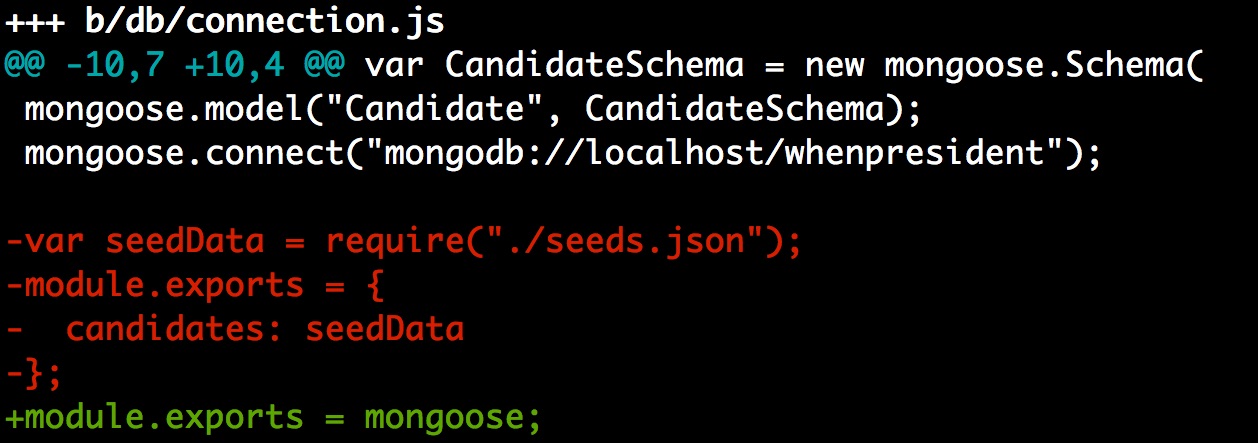 +++ b/db/connection.js
@@ -10,7 +10,4 @@ var CandidateSchema = new mongoose.Schema(
 mongoose.model("Candidate", CandidateSchema);
 mongoose.connect("mongodb://localhost/whenpresident");

-var seedData = require("./seeds.json");
-module.exports = {
-  candidates: seedData
-};
+module.exports = mongoose;